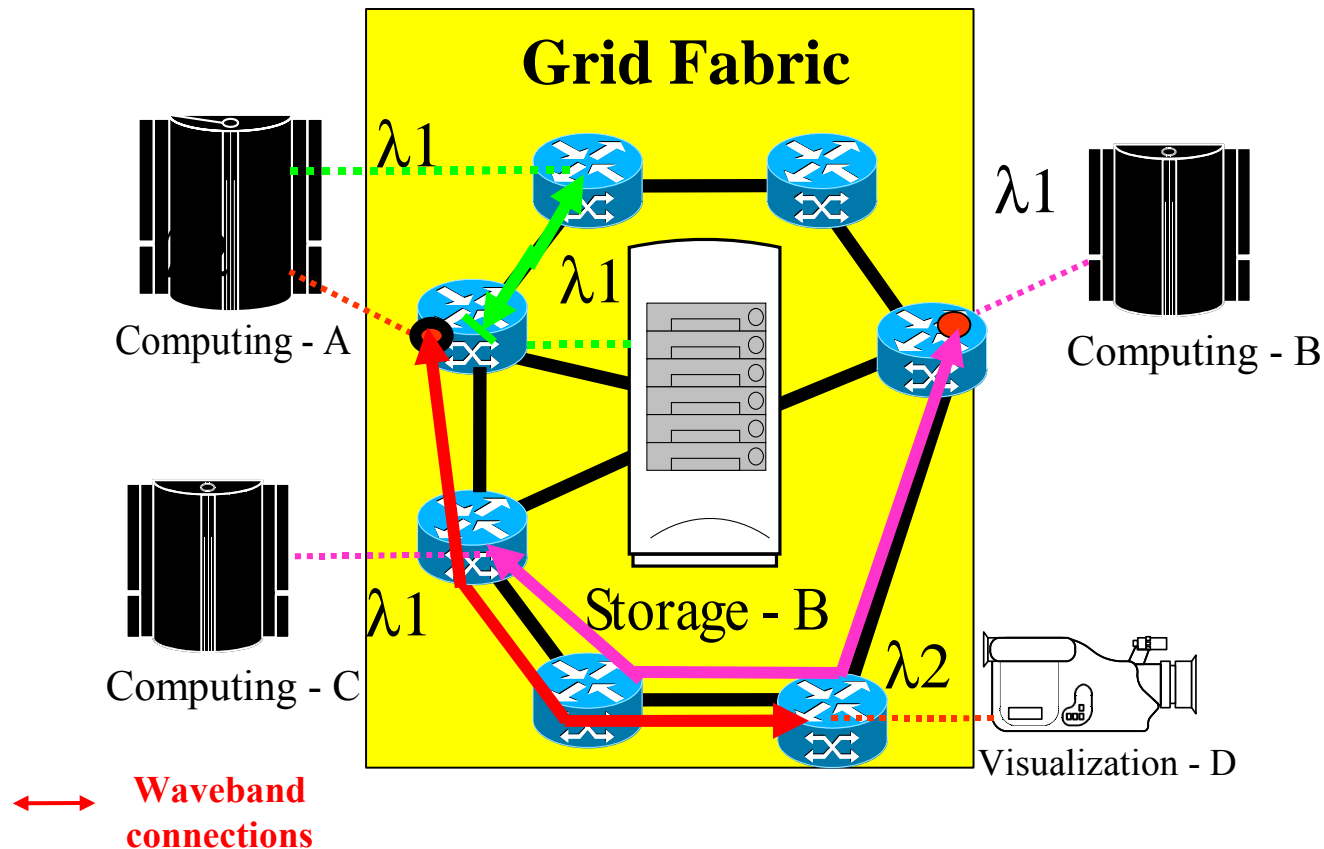 Grid Fabric
λ1
λ1
λ1
Computing - A
Computing - B
λ1
Storage - B
λ2
Computing - C
Visualization - D
Waveband
connections